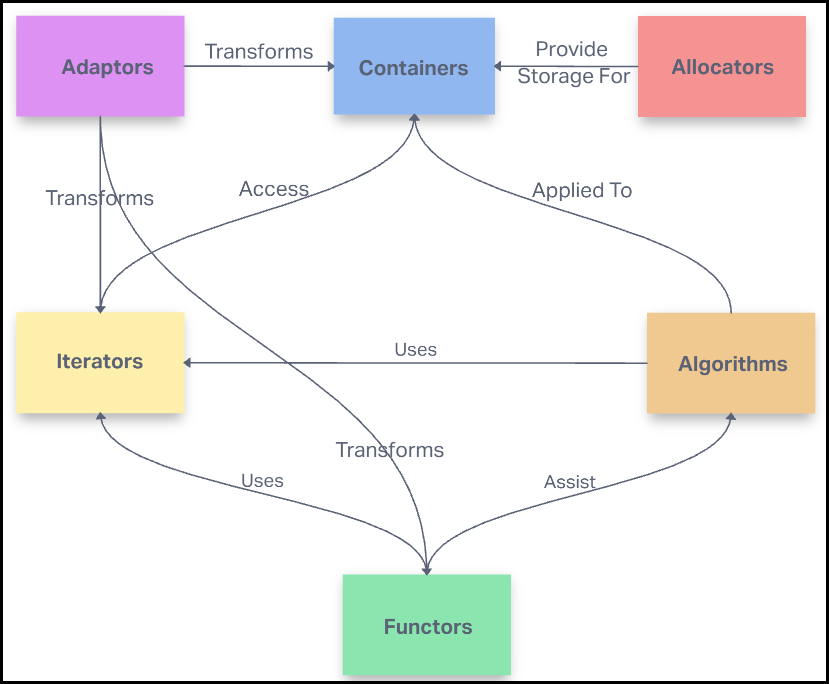 Adaptors
Transforms
Containers
Provide
Storage For
Allocators
Transforms
Access
Applied To
Iterators
Uses
Algorithms
Transforms
Uses
Assist
Functors